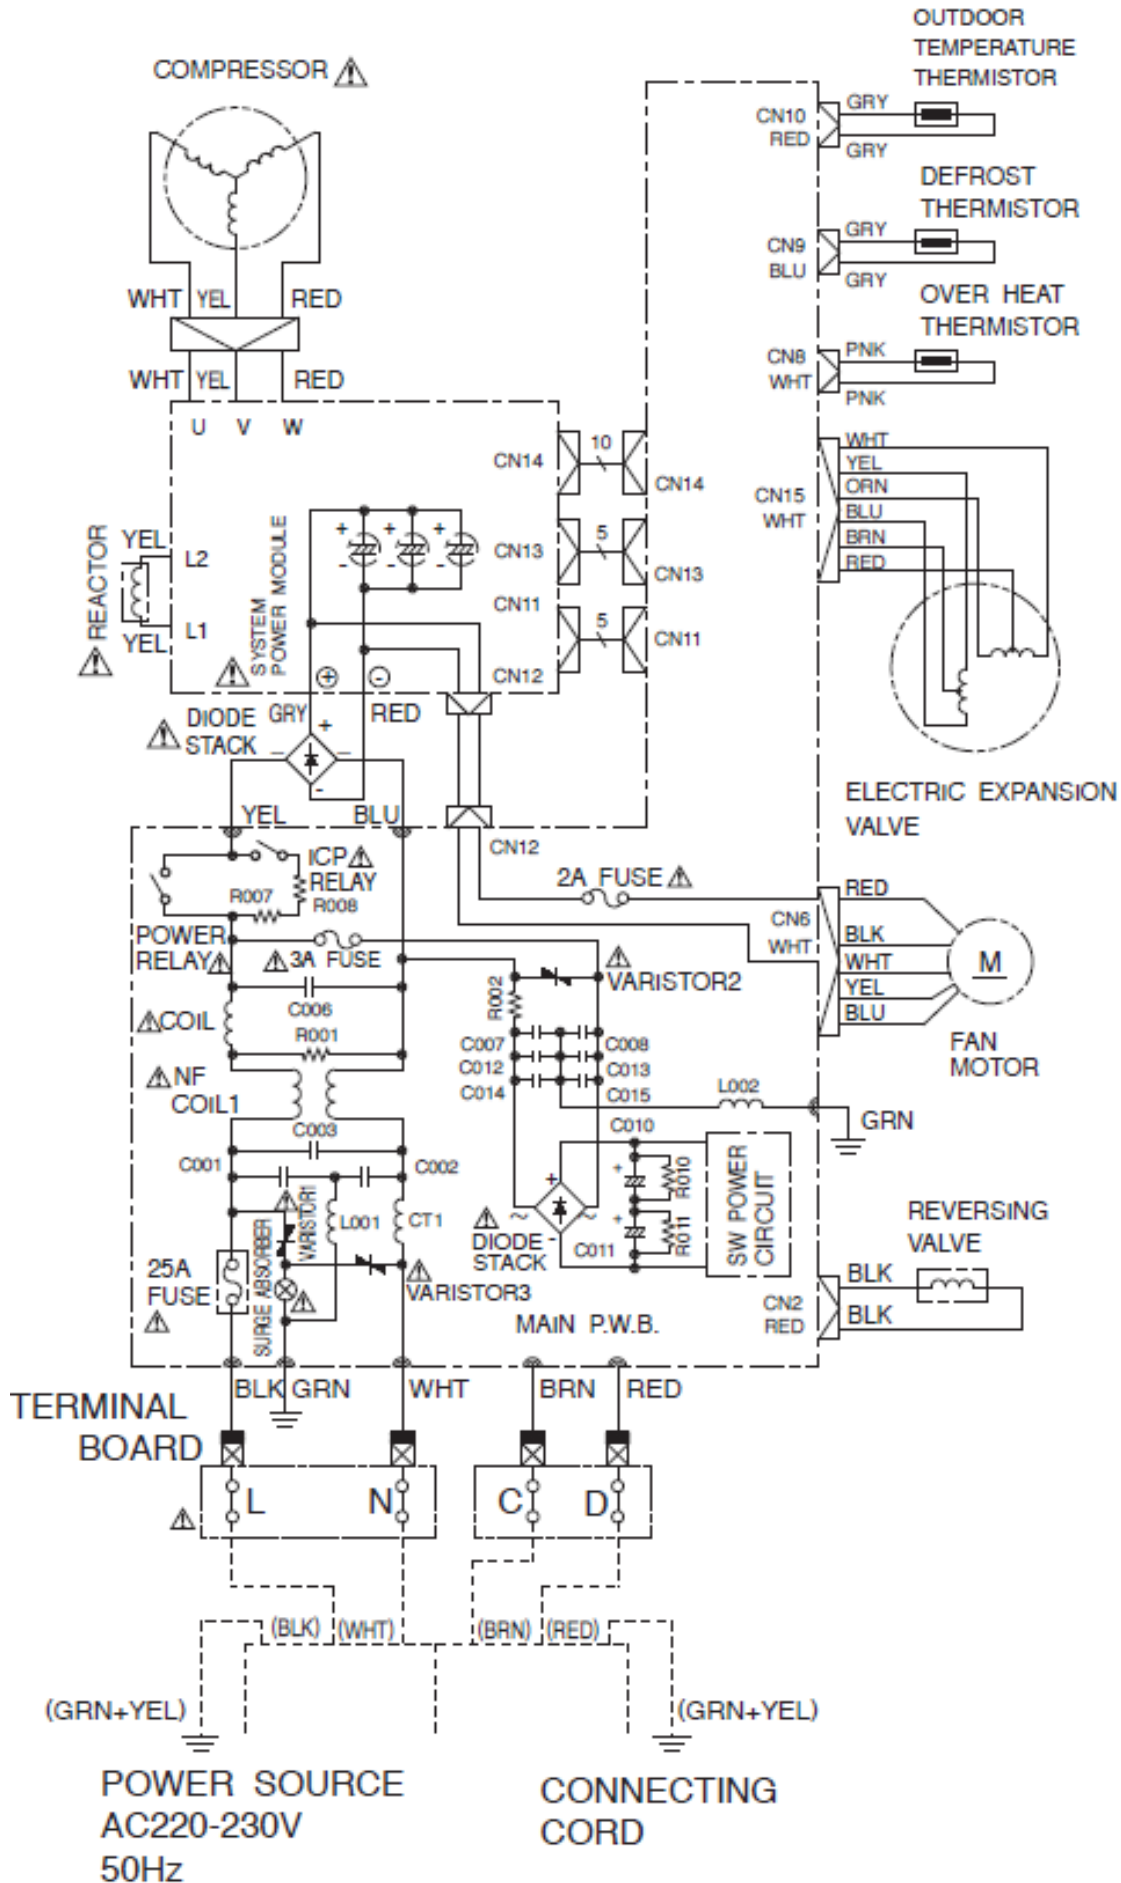 OUTDOOR
TEMPERATURE
THERMISTOR
COMPRESSOR
CN10
RED
GRY
GRY
DEFROST
THERMISTOR
CN9
BLU
GRY
GRY
OVER HEAT
THERMISTOR
CN8
WHT
PNK
PNK
WHT YEL RED
WHT YEL RED
U V W
CN14
10
CN14
CN13
5
CN13
CN11
5
CN11
CN12
CN15
WHT
WHT
YEL
ORN
BLU
BRN
RED
ELECTRIC EXPANSION
VALVE
REACTOR
YEL
L2
L1
YEL
SYSTEM
POWER MODULE
+ - + - + -
+ -
DIODE
STACK
GRY
RED
+
-
YEL
BLU
CN12
ICP
RELAY
R007
R008
2A FUSE
POWER
RELAY
3A FUSE
CN6
WHT
RED
BLK
WHT
YEL
BLU
M
FAN
MOTOR
VARISTOR2
R002
C006
COIL
R001
C007
C008
C012
C013
C014
C015
NF
COIL1
L002
GRN
C003
C010
C001
C002
VARISTOR1
L001
CT1
R010
R011
C011
SW POWER
CIRCUIT
DIODE
STACK
+
~ ~
-
+
+
25A
FUSE
SURGE ABSORBER
VARISTOR3
MAIN P.W.B.
REVERSING
VALVE
CN2
RED
BLK
BLK
BLK GRN WHT BRN RED
TERMINAL
BOARD
L N C D
(BLK) (WHT) (BRN) (RED)
(GRN+YEL) (GRN+YEL)
POWER SOURCE
AC220-230V
50Hz
CONNECTING
CORD